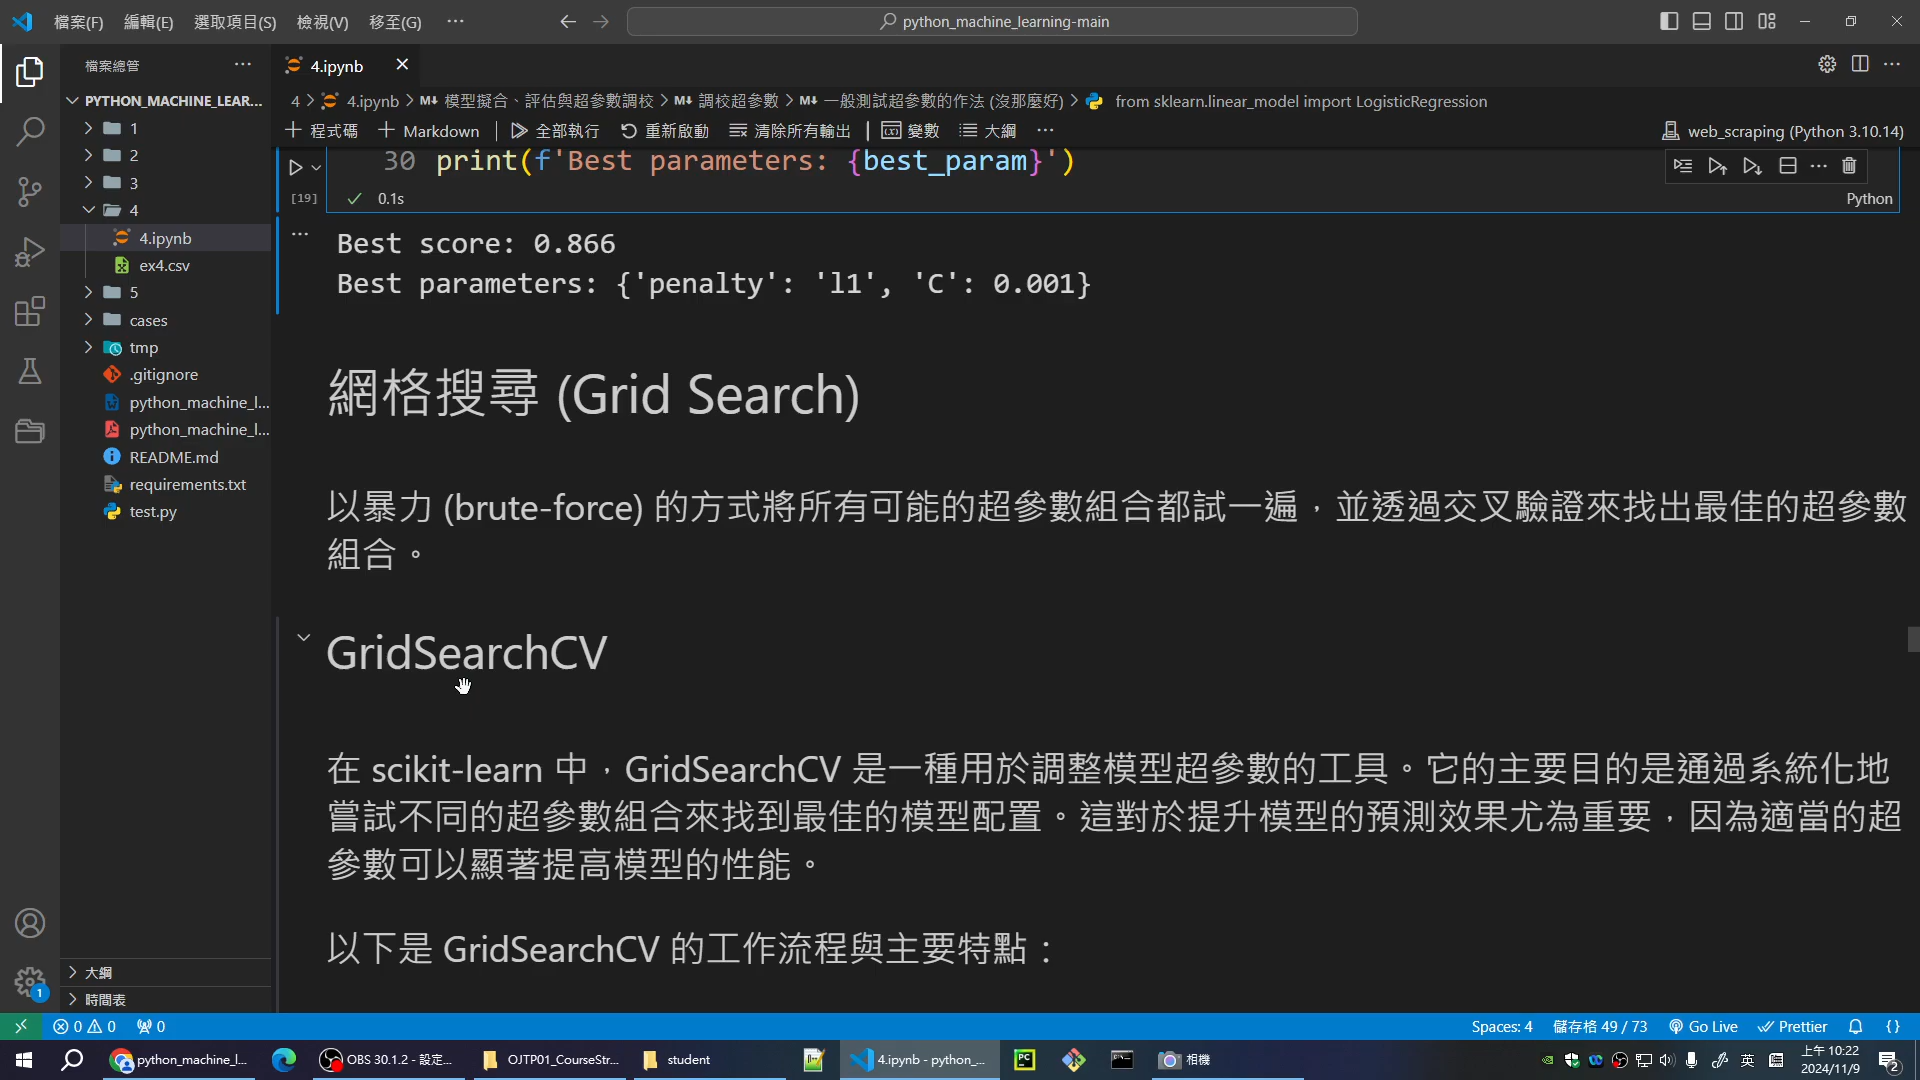 檔案(F) 編輯(E) 選取項目(S) 檢視(V) 移至(G) ··· python_machine_learning-main
檔案總管 ···
4.ipynb
PYTHON_MACHINE_LEAR...
4 > 4.ipynb > M↓ 模型擬合、評估與超參數調校 > M↓ 調校超參數 > M↓ 一般測試超參數的作法 (沒那麼好) > from sklearn.linear_model import LogisticRegression
+ 程式碼 + Markdown | 全部執行 重新啟動 清除所有輸出 | 變數 大綱 ···
web_scraping (Python 3.10.14)
1
2
3
4
4.ipynb
ex4.csv
5
cases
tmp
.gitignore
python_machine_l...
python_machine_l...
README.md
requirements.txt
test.py
大綱
時間表
30 print(f'Best parameters: {best_param}')
[19] ✓ 0.1s
Python
Best score: 0.866
Best parameters: {'penalty': 'l1', 'C': 0.001}
網格搜尋 (Grid Search)
以暴力 (brute-force) 的方式將所有可能的超參數組合都試一遍，並透過交叉驗證來找出最佳的超參數
組合。
GridSearchCV
在 scikit-learn 中，GridSearchCV 是一種用於調整模型超參數的工具。它的主要目的是通過系統化地
嘗試不同的超參數組合來找到最佳的模型配置。這對於提升模型的預測效果尤為重要，因為適當的超
參數可以顯著提高模型的性能。
以下是 GridSearchCV 的工作流程與主要特點：
1
0 0 0
Spaces: 4 儲存格 49 / 73 Go Live Prettier {}
python_machine_l... OBS 30.1.2 - 設定... OJTP01_CourseStr... student 4.ipynb - python_... PC 相機 英
上午 10:22
2024/11/9
2